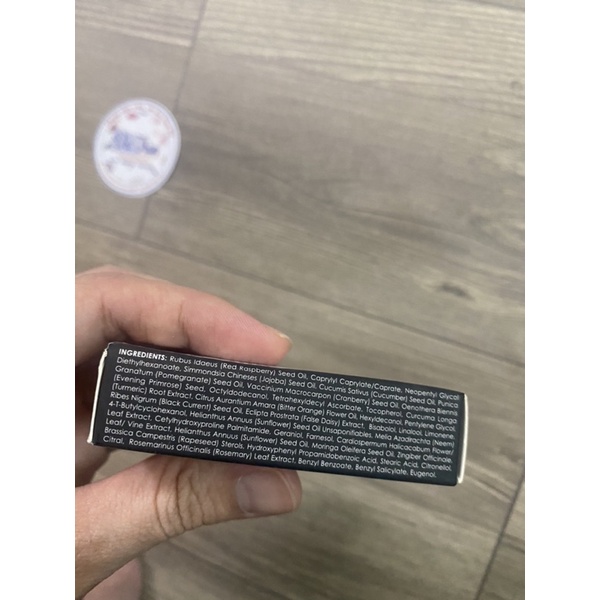 INGREDIENTS: Rubus Idaeus (Red Raspberry) Seed Oil, Caprylyl Caprylate/Caprate, Neopentyl Glycol
Diethylhexanoate, Simmondsia Chineses (Jojoba) Seed Oil, Cucumis Sativus (Cucumber) Seed Oil, Punica
Granatum (Pomegranate) Seed Oil, Vaccinium Macrocarpon (Cranberry) Seed Oil, Oenothera Biennis
(Evening Primrose) Seed, Octyldodecanol, Tetrahexyldecyl Ascorbate, Tocopherol, Curcuma Longa
(Turmeric) Root Extract, Citrus Aurantium Amara (Bitter Orange) Flower Oil, Hexyldecanol, Pentylene Glycol,
Ribes Nigrum (Black Current) Seed Oil, Eclipta Prostata (False Daisy) Extract, Bisabolol, Linalool, Limonene,
4-T-Butylcyclohexanol, Helianthus Annuus (Sunflower) Seed Oil Unsaponifiables, Melia Azadirachta (Neem)
Leaf Extract, Cetylhydroxyproline Palmitamide, Geraniol, Farnesol, Cardiospermum Halicacabum Flower/
Leaf/ Vine Extract, Helianthus Annuus (Sunflower) Seed Oil, Moringa Oleifera Seed Oil, Zingiber Officinale,
Brassica Campestris (Rapeseed) Sterols, Hydroxyphenyl Propamidobenzoic Acid, Stearic Acid, Citronellol,
Citral, Rosemarinus Officinalis (Rosemary) Leaf Extract, Benzyl Benzoate, Benzyl Salicylate, Eugenol.